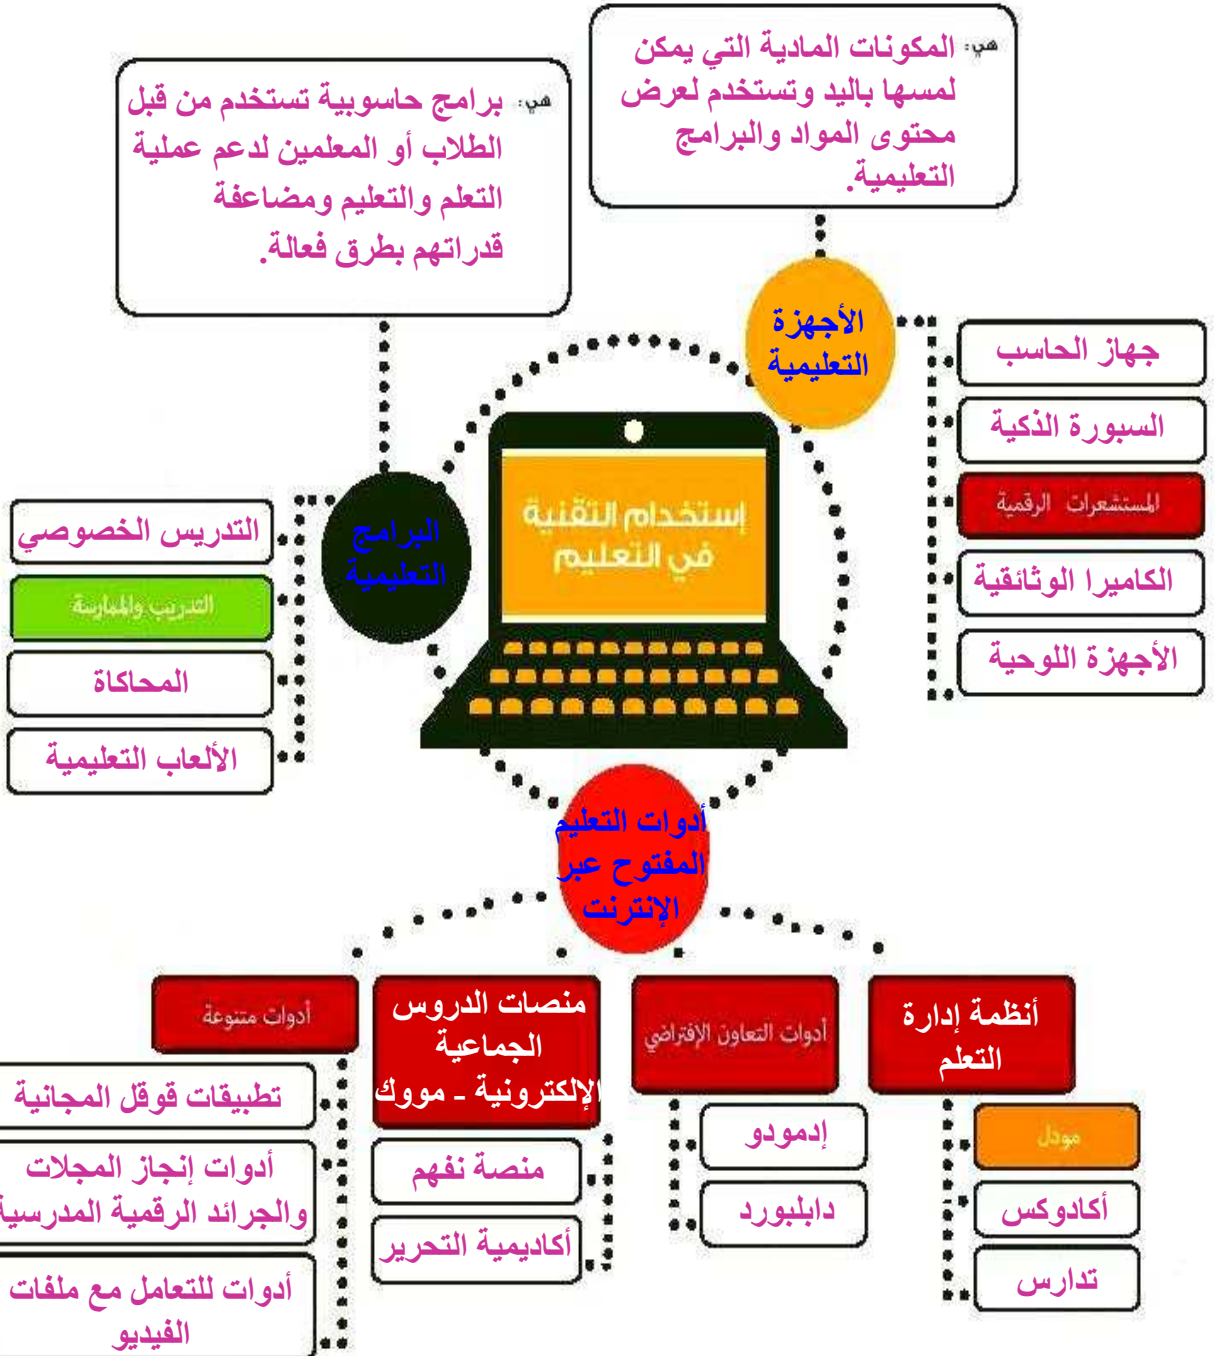 هي: المكونات المادية التي يمكن
لمسها باليد وتستخدم لعرض
محتوى المواد والبرامج
التعليمية.
هي: برامج حاسوبية تستخدم من قبل
الطلاب أو المعلمين لدعم عملية
التعلم والتعليم ومضاعفة
قدراتهم بطرق فعالة.
الأجهزة
التعليمية
جهاز الحاسب
السبورة الذكية
المستشعرات الرقمية
الكاميرا الوثائقية
الأجهزة اللوحية
إستخدام التقنية
في التعليم
البرامج
التعليمية
التدريس الخصوصي
التدريب والممارسة
المحاكاة
الألعاب التعليمية
أدوات التعليم
المفتوح عبر
الإنترنت
أنظمة إدارة
التعلم
مودل
أكادوكس
تدارس
أدوات التعاون الإفتراضي
إدمودو
دابلبورد
منصات الدروس
الجماعية
الإلكترونية - مووك
منصة نفهم
أكاديمية التحرير
أدوات متنوعة
تطبيقات قوقل المجانية
أدوات إنجاز المجلات
والجرائد الرقمية المدرسية
أدوات للتعامل مع ملفات
الفيديو